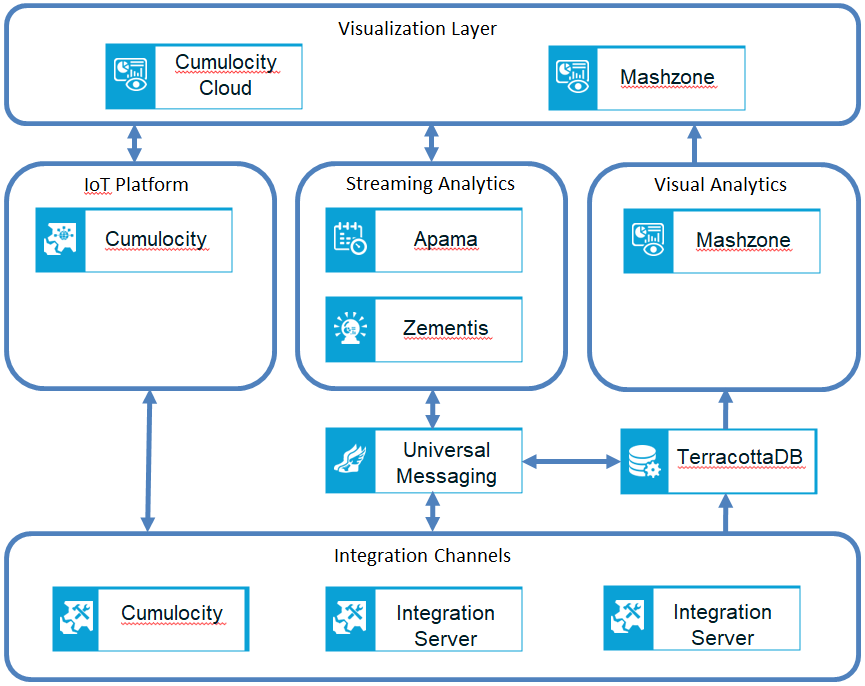 Visualization Layer
Cumulocity
Cloud
Mashzone
IoT Platform
Cumulocity
Streaming Analytics
Apama
Zementis
Visual Analytics
Mashzone
Universal
Messaging
TerracottaDB
Integration Channels
Cumulocity
Integration
Server
Integration
Server